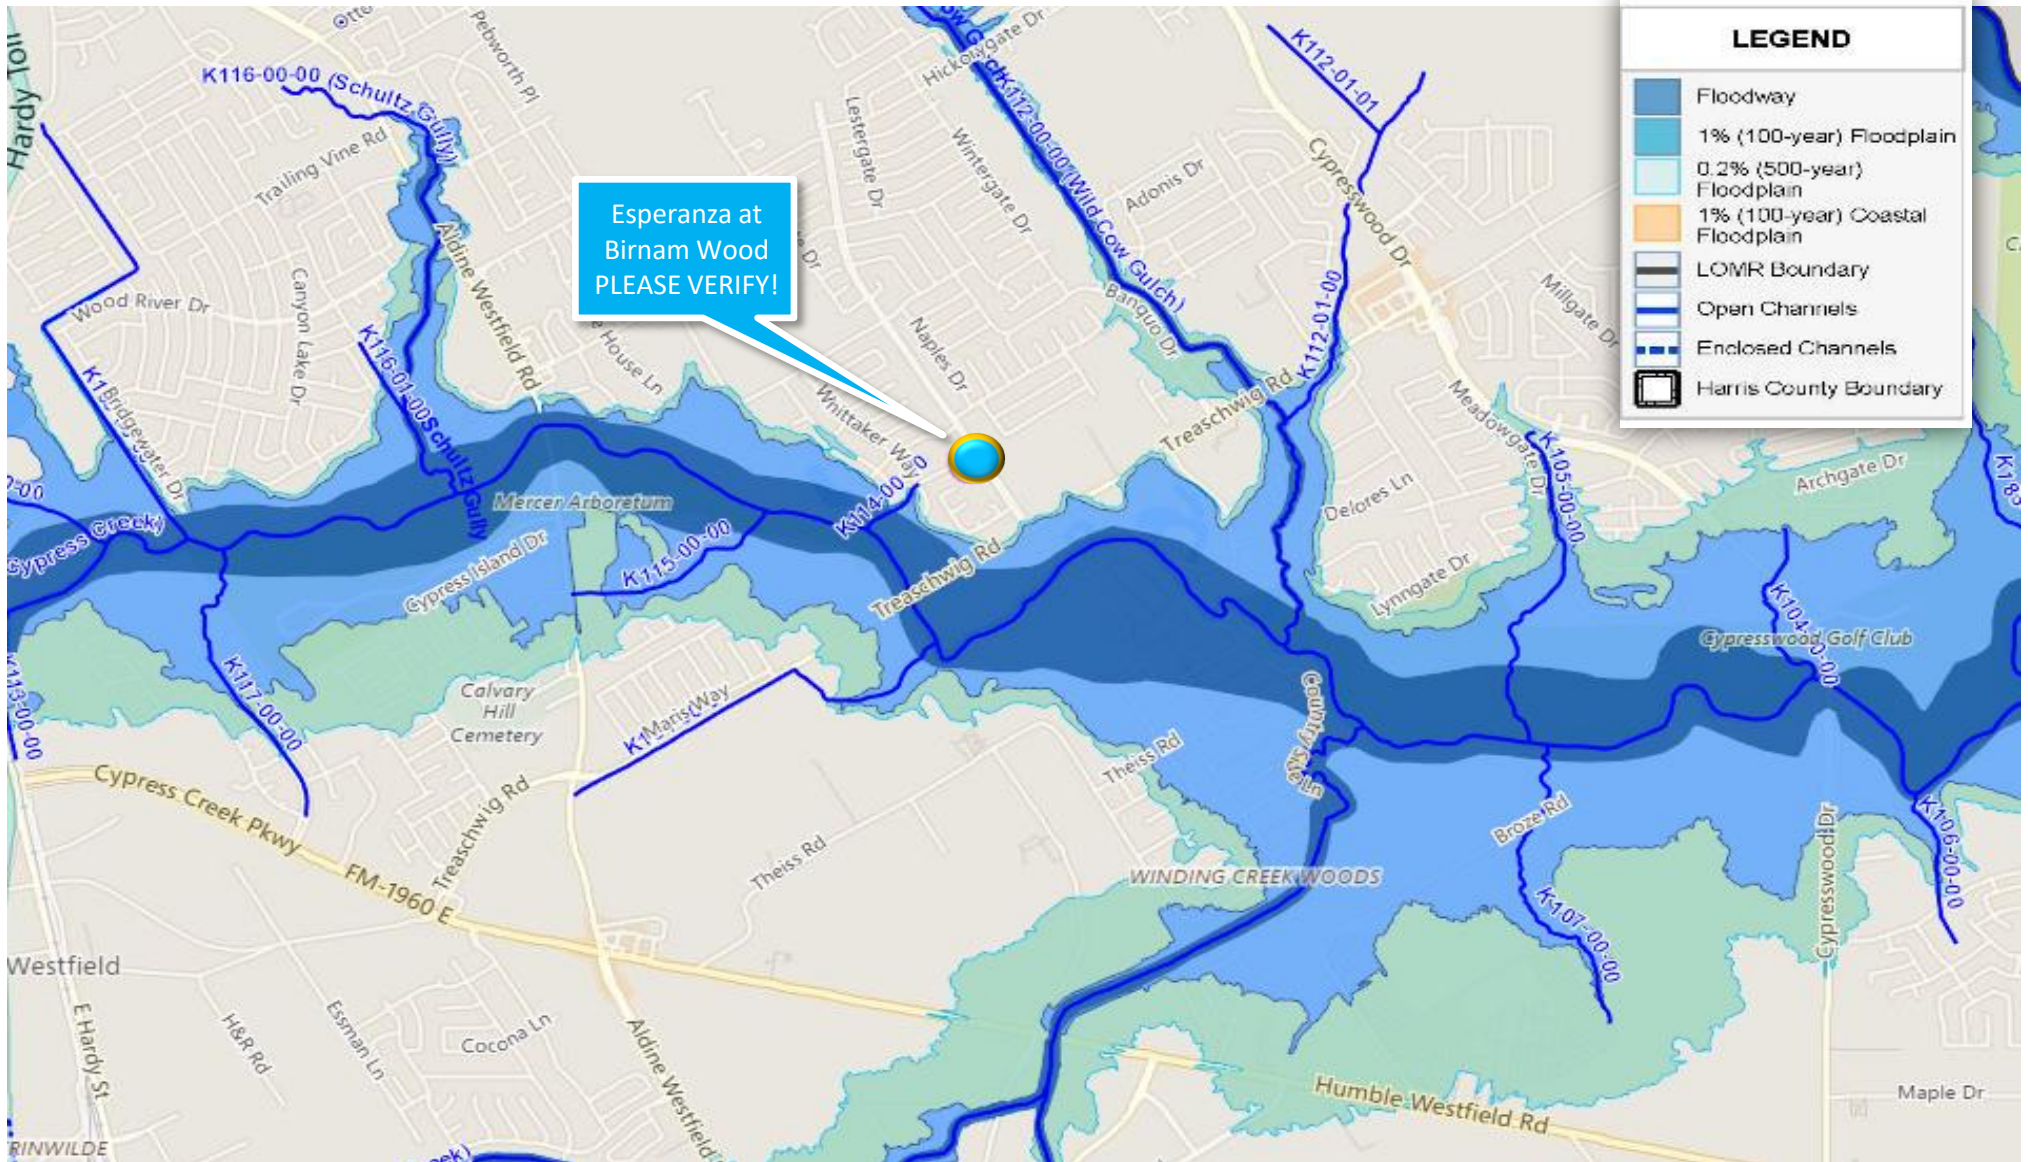 Hardy Toll
Otte
Pebworth Pl
K116-00-00 (Schultz Gully)
Trailing Vine Rd
Aldine Westfield Rd
Wood River Dr
Canyon Lake Dr
K116-01-00
Schultz Gully
Bridgewater Dr
Cypress Creek)
Esperanza at
Birnam Wood
PLEASE VERIFY!
e House Ln
Lestergate Dr
Hickorygate Dr
Wintergate Dr
K112-00-00 (Wild Cow Gulch)
Adonis Dr
Banquo Dr
Naples Dr
Whittaker Way
K114-00-0
Treaschwig Rd
K112-01-01
K112-01-00
Cypresswood Dr
Millgate Dr
Meadowgate Dr
K105-00-00
Archgate Dr
Delores Ln
Lynngate Dr
LEGEND
Floodway
1% (100-year) Floodplain
0.2% (500-year)
Floodplain
1% (100-year) Coastal
Floodplain
LOMR Boundary
Open Channels
Enclosed Channels
Harris County Boundary
K183
Mercer Arboretum
Cypress Island Dr
K115-00-00
Treaschwig Rd
K113-00-00
K117-00-00
Calvary
Hill
Cemetery
Maris Way
Cypress Creek Pkwy
FM-1960 E
Treaschwig Rd
Theiss Rd
Theiss Rd
WINDING CREEK WOODS
Broze Rd
K107-00-00
K104-00-00
Cypresswood Golf Club
Cypresswood Dr
K106-00-00
Westfield
E Hardy St
H&R Rd
Essman Ln
Cocona Ln
Aldine Westfield
Humble Westfield Rd
Maple Dr
RINWILDE
eek)